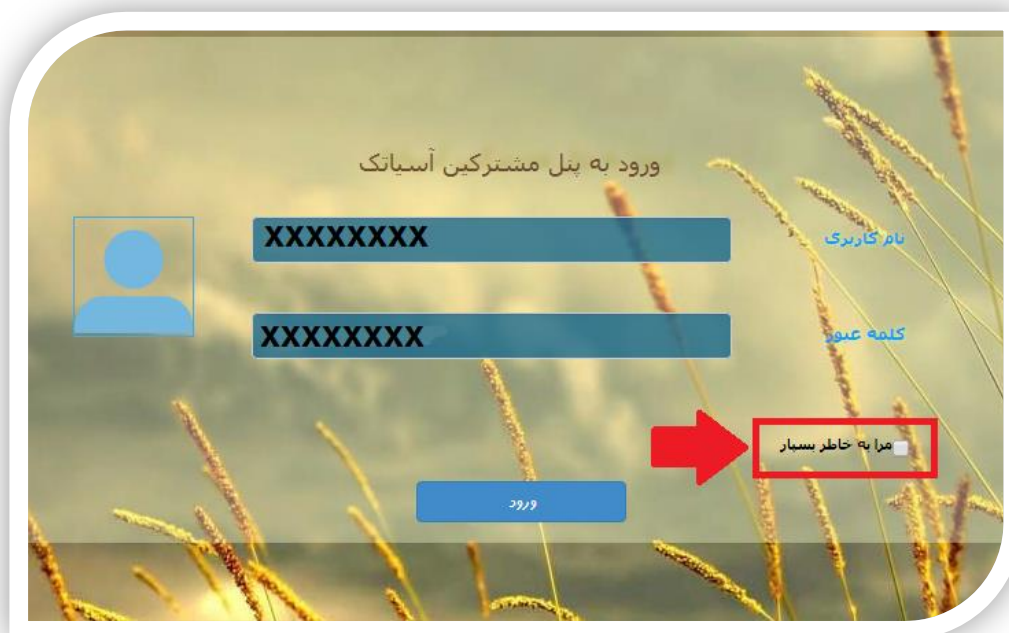 ورود به پنل مشترکین آسیاتک
نام کاربری
XXXXXXXX
کلمه عبور
XXXXXXXX
مرا به خاطر بسپار
ورود